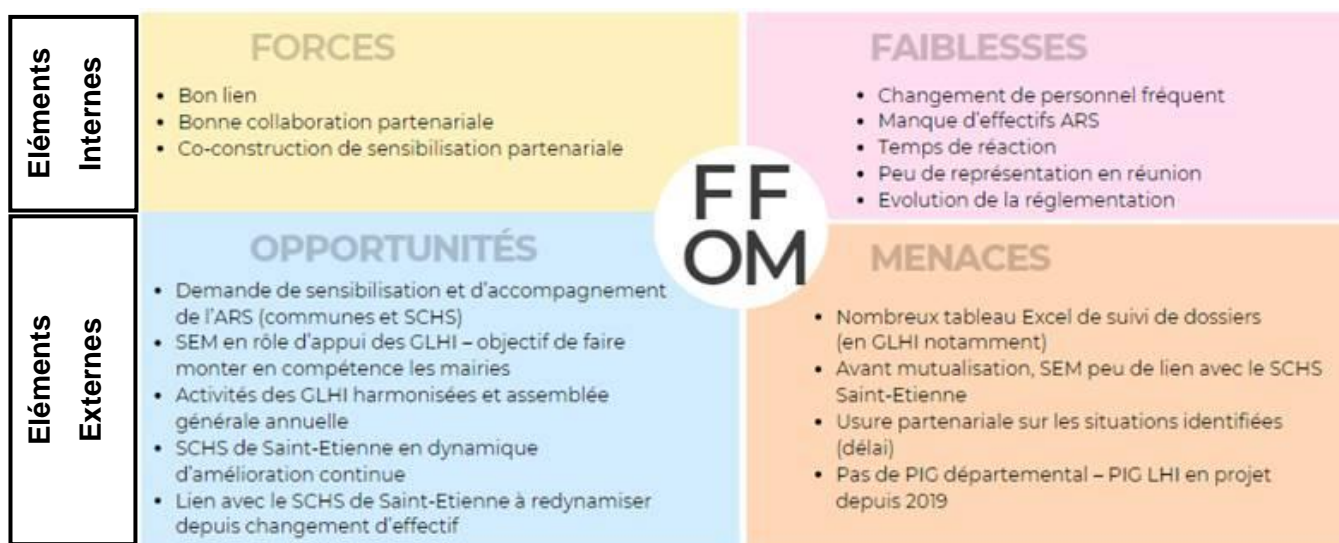 Eléments
Internes
FORCES
• Bon lien
• Bonne collaboration partenariale
• Co-construction de sensibilisation partenariale
FAIBLESSES
• Changement de personnel fréquent
• Manque d'effectifs ARS
• Temps de réaction
• Peu de représentation en réunion
• Evolution de la réglementation
FF
OM
Eléments
Externes
OPPORTUNITÉS
• Demande de sensibilisation et d'accompagnement
de l'ARS (communes et SCHS)
• SEM en rôle d'appui des GLHI – objectif de faire
monter en compétence les mairies
• Activités des GLHI harmonisées et assemblée
générale annuelle
• SCHS de Saint-Etienne en dynamique
d'amélioration continue
• Lien avec le SCHS de Saint-Etienne à redynamiser
depuis changement d'effectif
MENACES
• Nombreux tableau Excel de suivi de dossiers
(en GLHI notamment)
• Avant mutualisation, SEM peu de lien avec le SCHS
Saint-Etienne
• Usure partenariale sur les situations identifiées
(délai)
• Pas de PIG départemental – PIG LHI en projet
depuis 2019